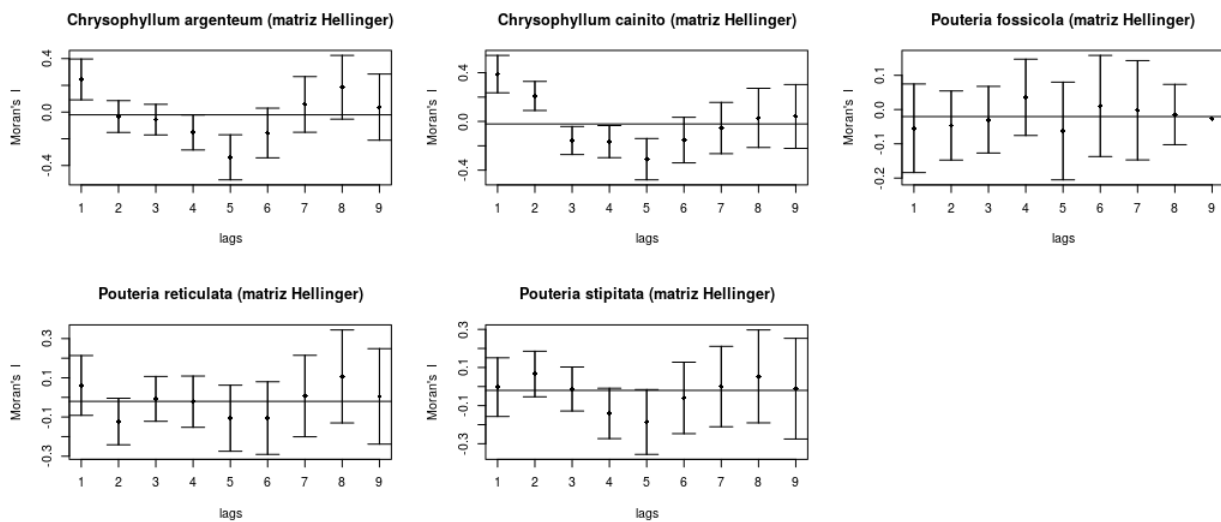 Chrysophyllum argenteum (matriz Hellinger)
Moran's I
0.4
0.0
-0.4
1 2 3 4 5 6 7 8 9
lags
Chrysophyllum cainito (matriz Hellinger)
Moran's I
0.4
0.0
-0.4
1 2 3 4 5 6 7 8 9
lags
Pouteria fossicola (matriz Hellinger)
Moran's I
0.1
0.0
-0.1
-0.2
1 2 3 4 5 6 7 8 9
lags
Pouteria reticulata (matriz Hellinger)
Moran's I
0.3
0.1
-0.1
-0.3
1 2 3 4 5 6 7 8 9
lags
Pouteria stipitata (matriz Hellinger)
Moran's I
0.3
0.1
-0.1
-0.3
1 2 3 4 5 6 7 8 9
lags